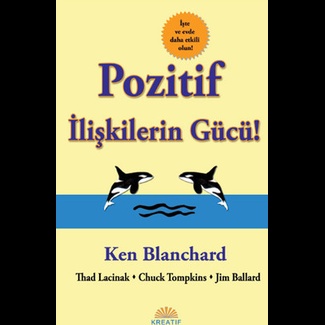 İşte
ve evde
daha etkili
olun!
Pozitif
İlişkilerin Gücü!
Ken Blanchard
Thad Lacinak • Chuck Tompkins • Jim Ballard
KREATİF